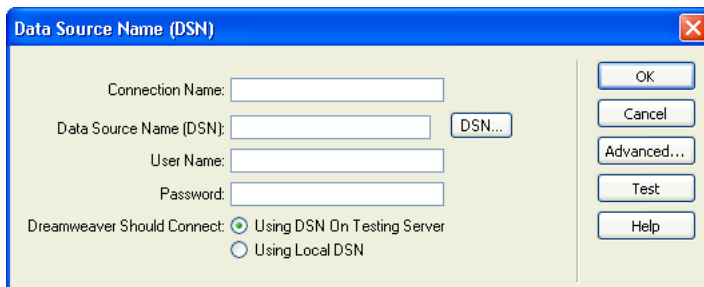 Data Source Name (DSN)
Connection Name:
Data Source Name (DSN): DSN...
User Name:
Password:
Dreamweaver Should Connect: Using DSN On Testing Server
Using Local DSN
OK
Cancel
Advanced...
Test
Help